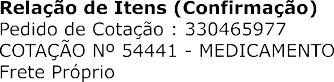 Relação de Itens (Confirmação)
Pedido de Cotação : 330465977
COTAÇÃO Nº 54441 - MEDICAMENTO
Frete Próprio